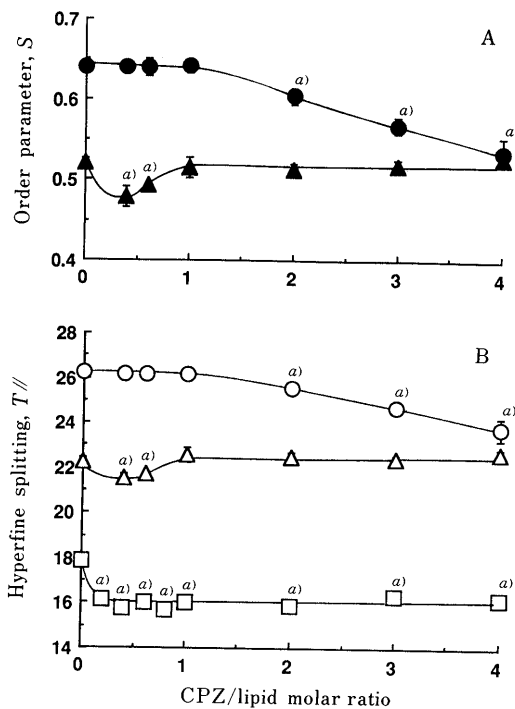 0.7
A
a)
0.6
a)
a
Order parameter, S
a) a)
0.5
0.4
0 1 2 3 4
28
B
26
a)
a)
a)
24
Hyperfine splitting, T//
a) a)
22
20
18
a) a) a) a) a) a) a) a)
16
14
0 1 2 3 4
CPZ/lipid molar ratio